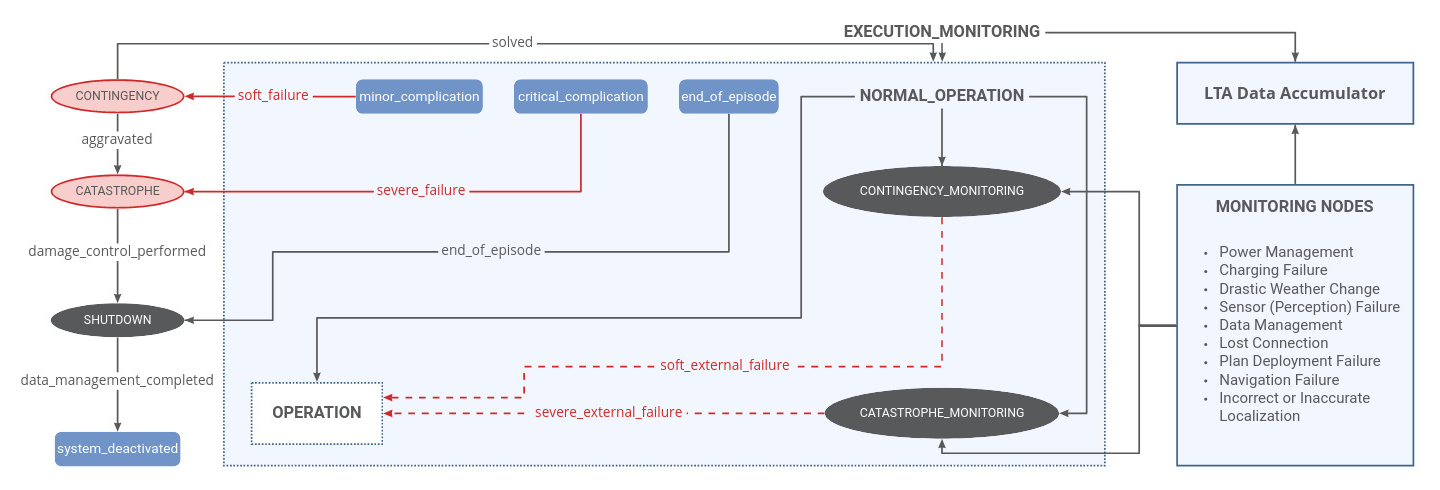 EXECUTION_MONITORING
solved
CONTINGENCY
soft_failure
minor_complication
critical_complication
end_of_episode
NORMAL_OPERATION
LTA Data Accumulator
aggravated
CATASTROPHE
severe_failure
CONTINGENCY_MONITORING
MONITORING NODES
damage_control_performed
end_of_episode
• Power Management
• Charging Failure
• Drastic Weather Change
• Sensor (Perception) Failure
• Data Management
• Lost Connection
• Plan Deployment Failure
• Navigation Failure
• Incorrect or Inaccurate
Localization
SHUTDOWN
soft_external_failure
data_management_completed
OPERATION
severe_external_failure
CATASTROPHE_MONITORING
system_deactivated